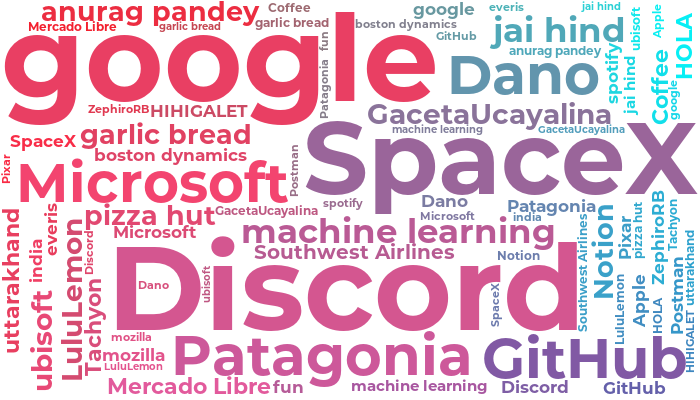 anurag pandey
Coffee
google
everis
jai hind
Mercado Libre
garlic bread
garlic bread
boston dynamics
GitHub
jai hind
ubisoft
Apple
HOLA
google
fun
Patagonia
Dano
anurag pandey
spotify
jai hind
Coffee
google
ZephiroRB
HIHIGALET
GacetaUcayalina
SpaceX
garlic bread
machine learning
GacetaUcayalina
SpaceX
boston dynamics
Pixar
Microsoft
Postman
spotify
Dano
Patagonia
pizza hut
GacetaUcayalina
Microsoft
india
Microsoft
machine learning
Southwest Airlines
Notion
uttarakhand
india
everis
LuluLemon
Discord
Tachyon
ubisoft
Discord
Dano
ubisoft
SpaceX
Southwest Airlines
Notion
LuluLemon
Pixar
pizza hut
Apple
ZephiroRB
HOLA
Tachyon
Postman
uttarakhand
HIHIGALET
mozilla
mozilla
LuluLemon
Patagonia
GitHub
Mercado Libre
fun
machine learning
Discord
GitHub